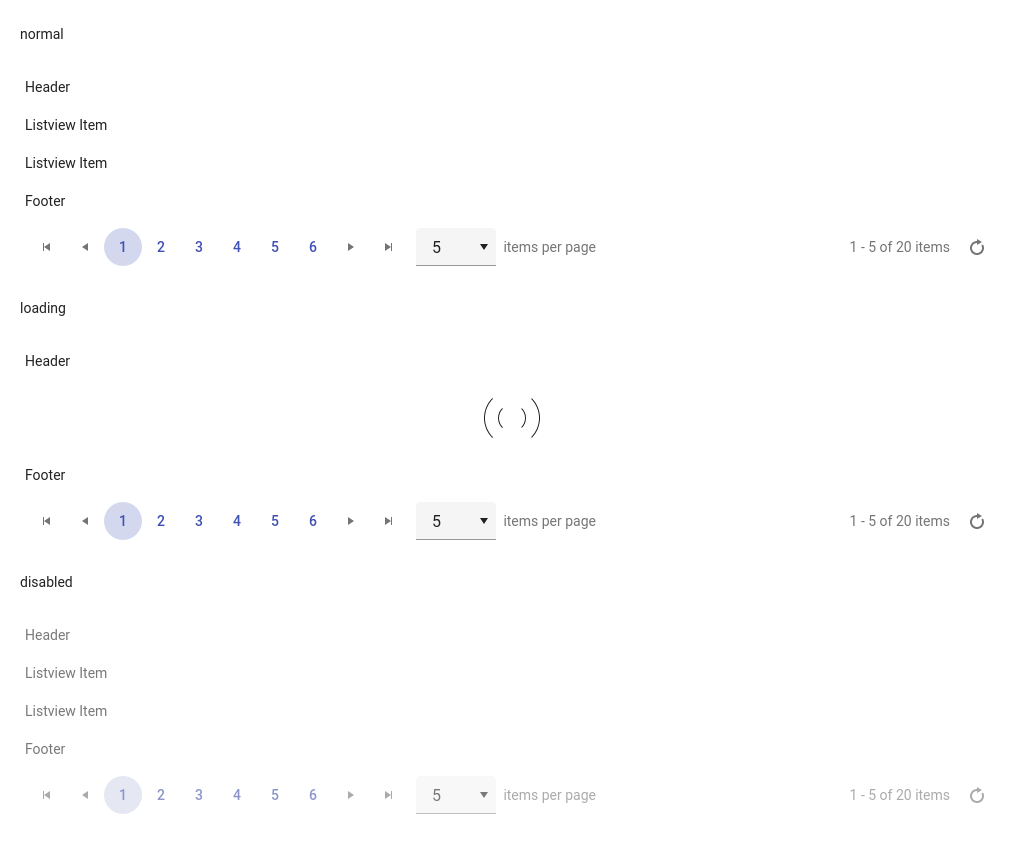 normal
Header
Listview Item
Listview Item
Footer
1 2 3 4 5 6 5 items per page 1 - 5 of 20 items
loading
Header
Footer
1 2 3 4 5 6 5 items per page 1 - 5 of 20 items
disabled
Header
Listview Item
Listview Item
Footer
1 2 3 4 5 6 5 items per page 1 - 5 of 20 items